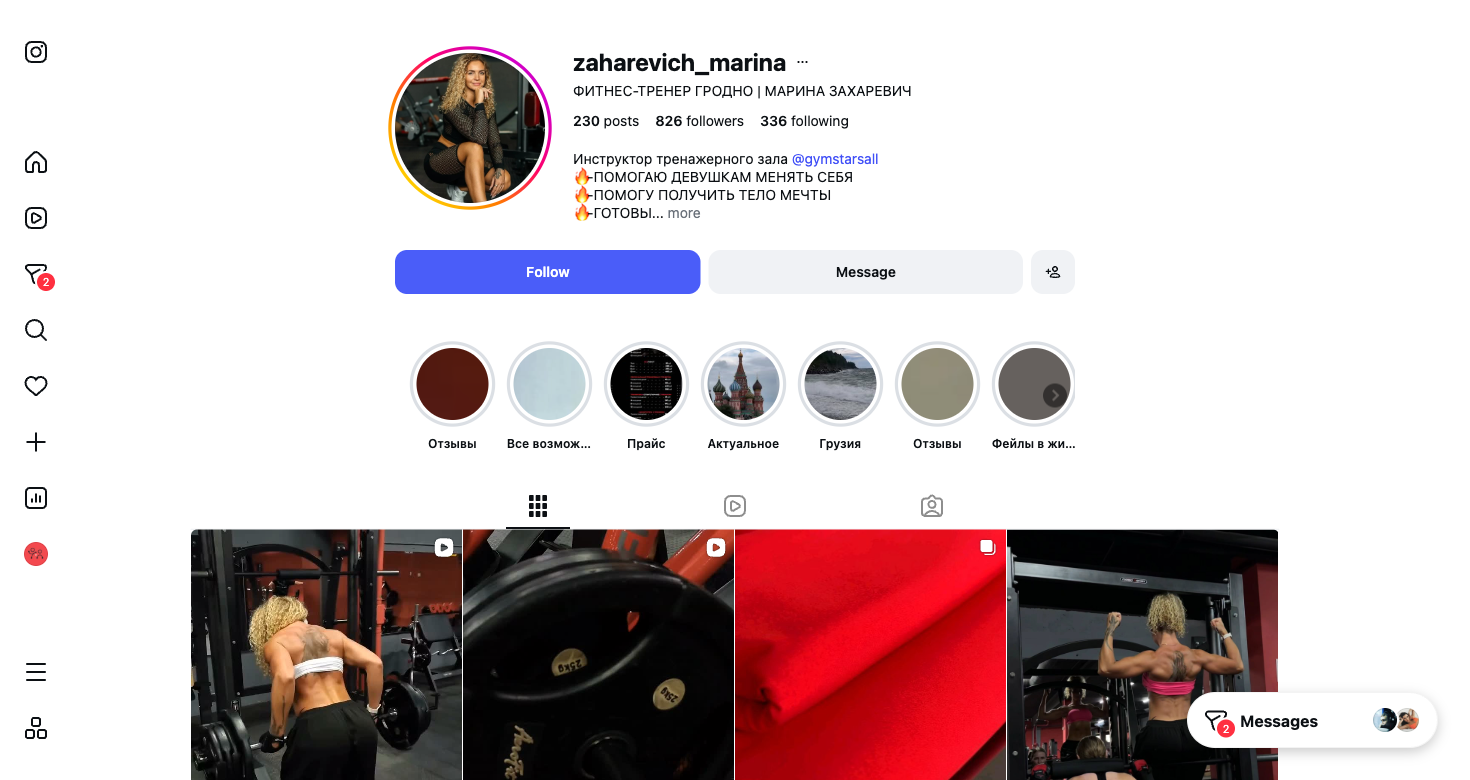 zaharevich_marina ...
ФИТНЕС-ТРЕНЕР ГРОДНО | МАРИНА ЗАХАРЕВИЧ
230 posts 826 followers 336 following
Инструктор тренажерного зала @gymstarsall
🔥ПОМОГАЮ ДЕВУШКАМ МЕНЯТЬ СЕБЯ
🔥ПОМОГУ ПОЛУЧИТЬ ТЕЛО МЕЧТЫ
🔥ГОТОВЫ... more
2
Follow Message
Отзывы Все возмож... Прайс Актуальное Грузия Отзывы Фейлы в жи...
25kg
25kg
2 Messages